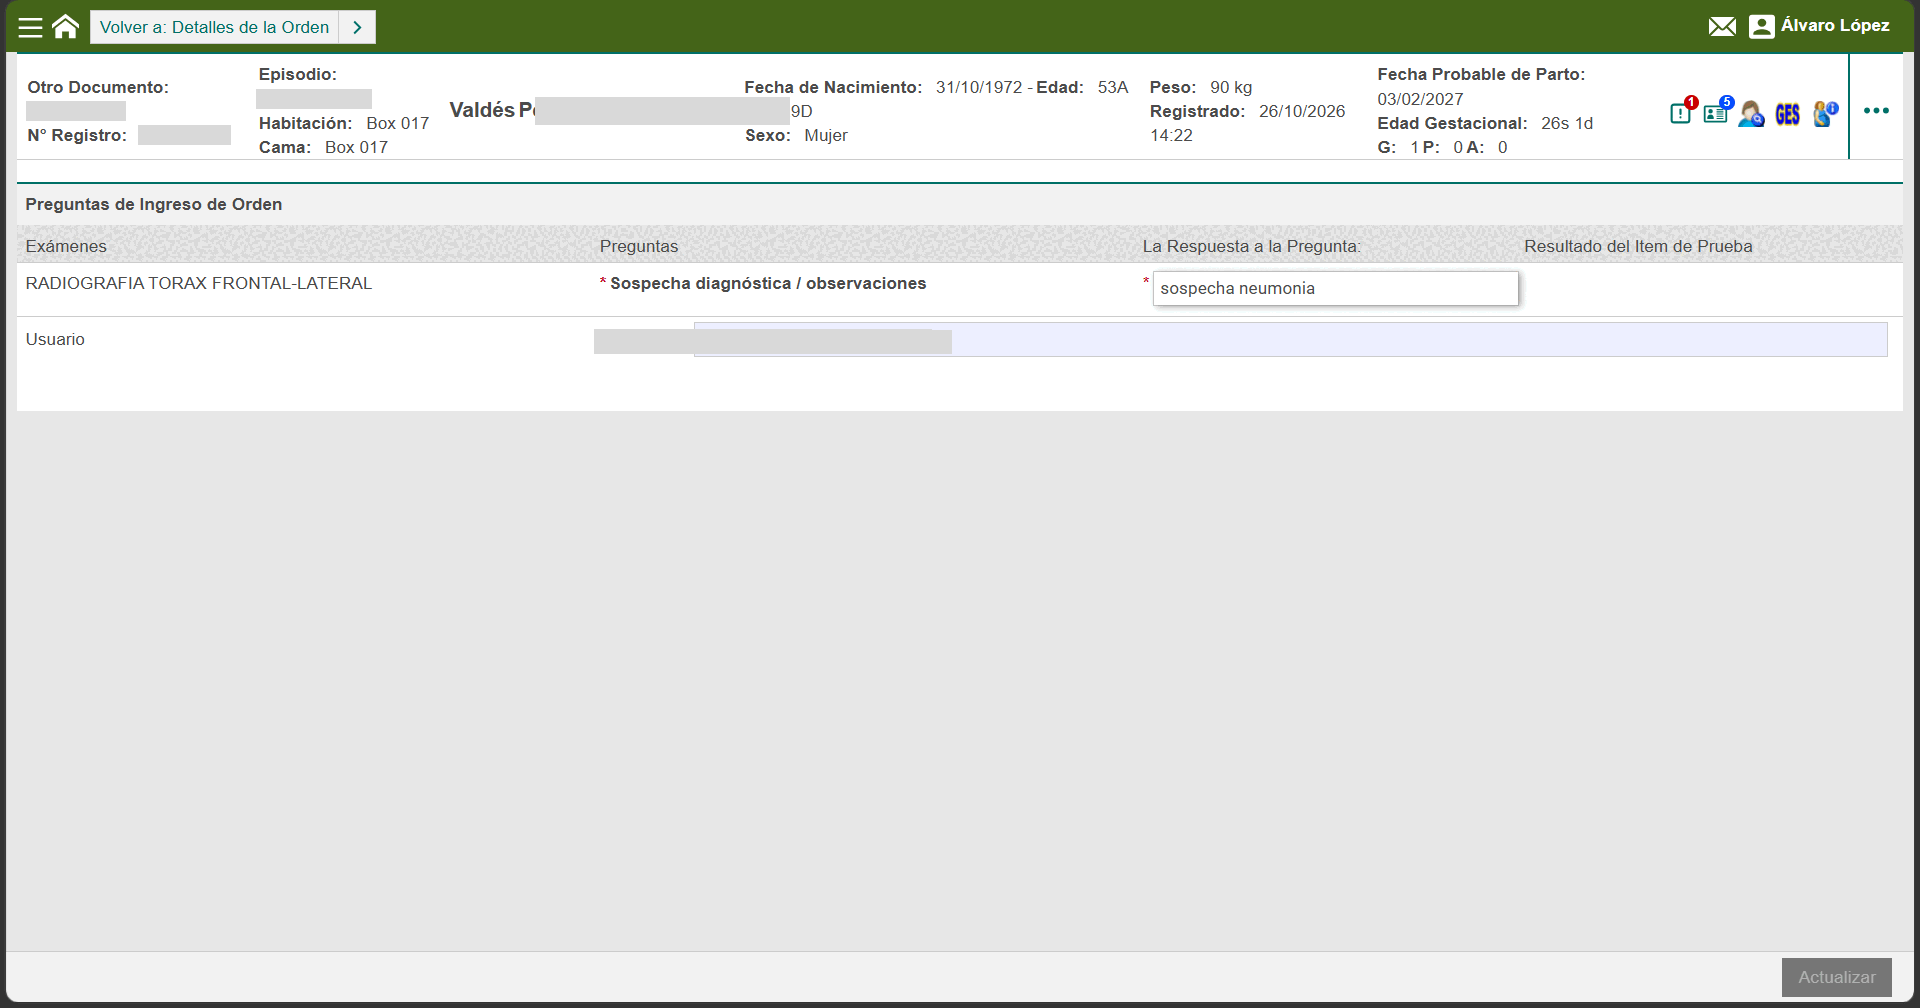 Volver a: Detalles de la Orden
Álvaro López
Otro Documento:
N° Registro:
Episodio:
Habitación: Box 017
Cama: Box 017
Valdés
Fecha de Nacimiento: 31/10/1972 - Edad: 53A
9D
Sexo: Mujer
Peso: 90 kg
Registrado: 26/10/2026
14:22
Fecha Probable de Parto:
03/02/2027
Edad Gestacional: 26s 1d
G: 1 P: 0 A: 0
1
5
GES
Preguntas de Ingreso de Orden
Exámenes Preguntas La Respuesta a la Pregunta: Resultado del Item de Prueba
RADIOGRAFIA TORAX FRONTAL-LATERAL * Sospecha diagnóstica / observaciones * sospecha neumonia
Usuario
Actualizar